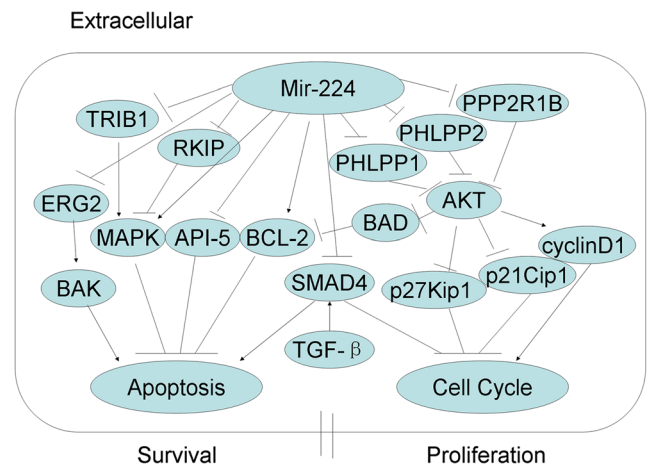 Extracellular
Mir-224
PPP2R1B
TRIB1
PHLPP2
RKIP
PHLPP1
ERG2
AKT
BAD
MAPK
API-5
BCL-2
cyclinD1
SMAD4
p27Kip1
p21Cip1
BAK
TGF-β
Apoptosis
Cell Cycle
Survival
Proliferation